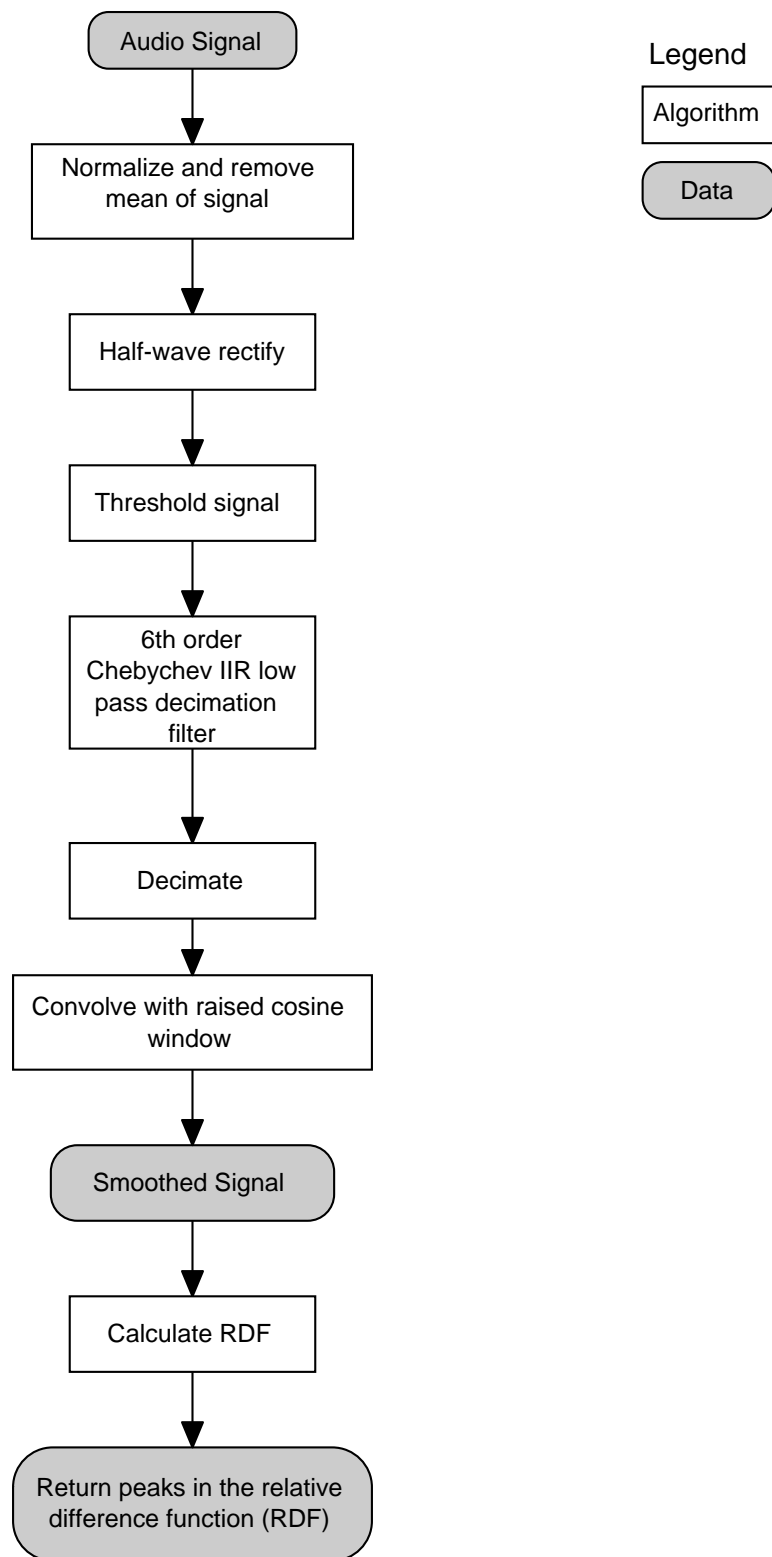 Audio Signal
Legend
Algorithm
Data
Normalize and remove
mean of signal
Half-wave rectify
Threshold signal
6th order
Chebychev IIR low
pass decimation
filter
Decimate
Convolve with raised cosine
window
Smoothed Signal
Calculate RDF
Return peaks in the relative
difference function (RDF)